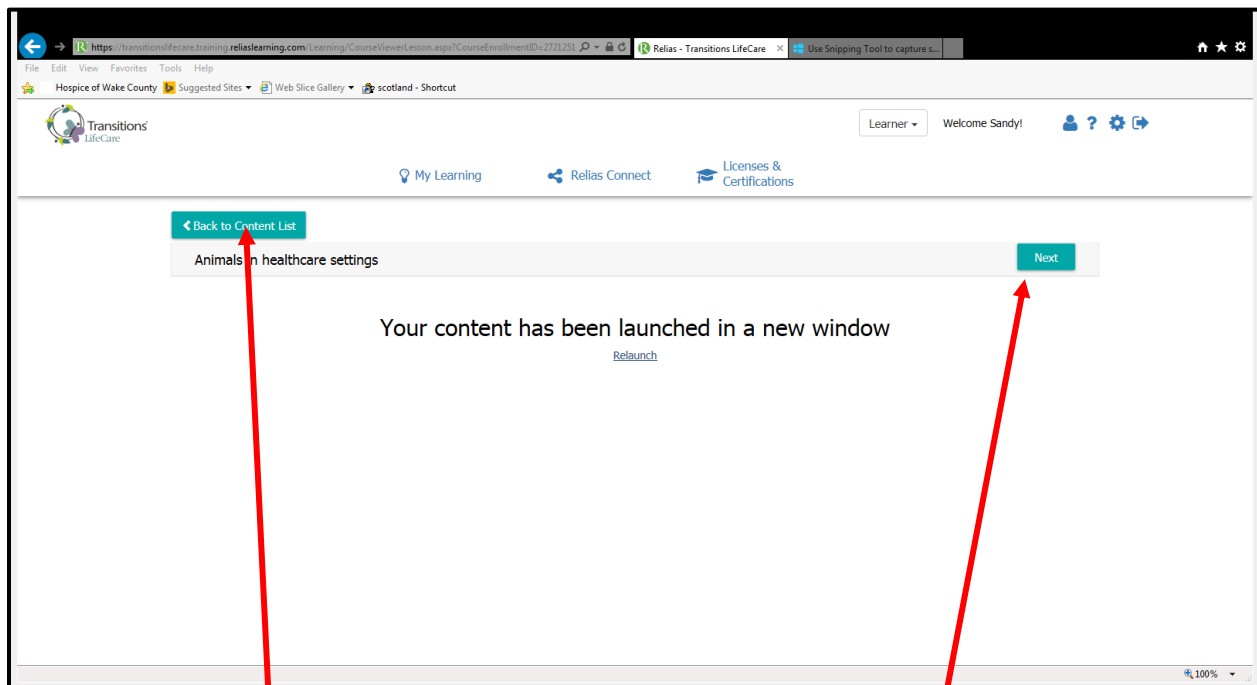 https://transitionslifecare.training.reliaslearning.com/Learning/CourseViewerLesson.aspx?CourseEnrollmentID=2721251 Relias - Transitions LifeCare Use Snipping Tool to capture s...
File Edit View Favorites Tools Help
Hospice of Wake County Suggested Sites Web Slice Gallery scotland - Shortcut
Transitions
LifeCare
Learner Welcome Sandy! ?
My Learning Relias Connect Licenses &
Certifications
Back to Content List
Animals in healthcare settings Next
Your content has been launched in a new window
Relaunch
100%